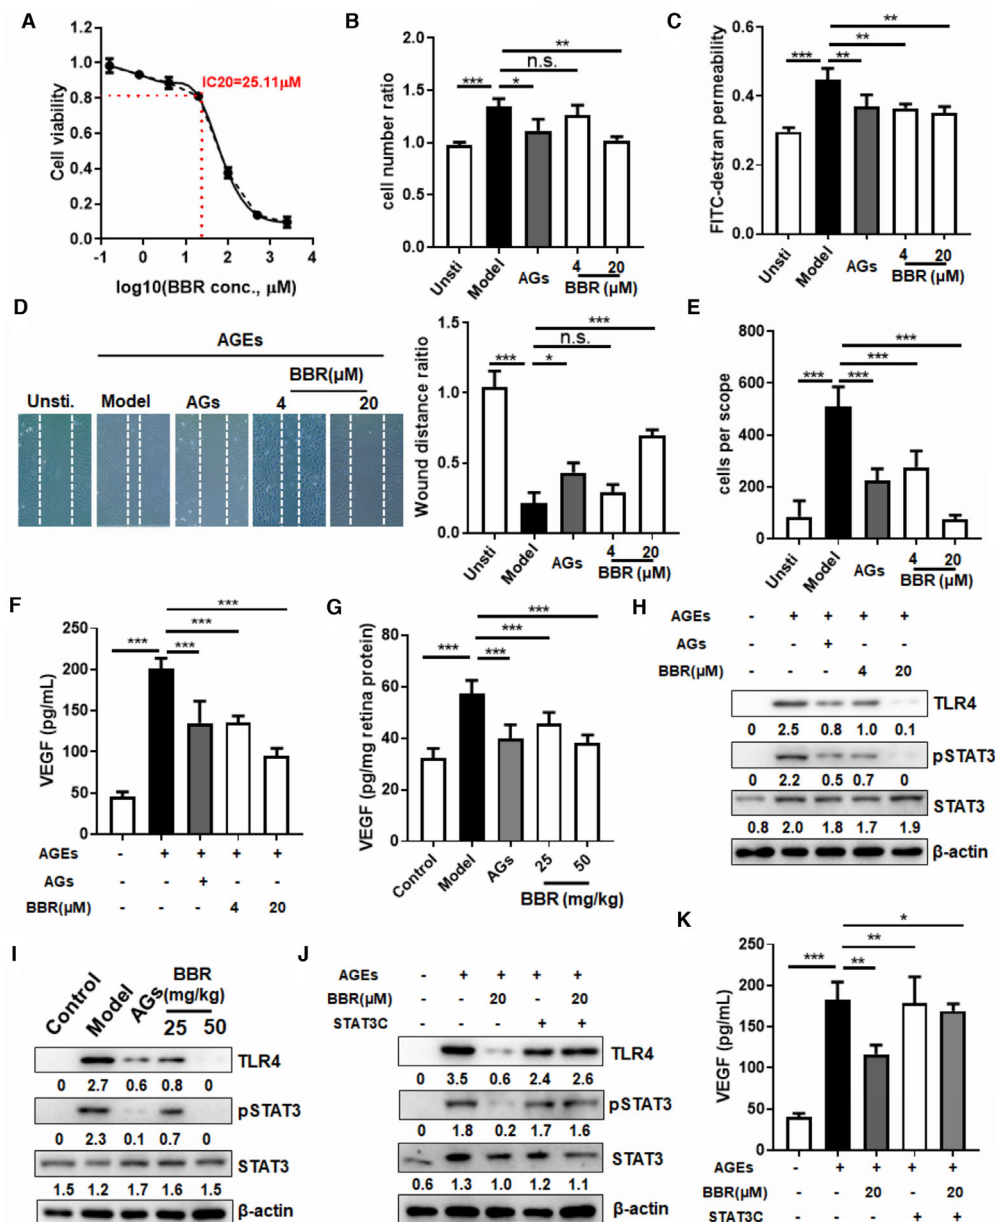 A
Cell viability
1.2
1.0
0.8
0.6
0.4
0.2
0.0
IC20=25.11μM
-1 0 1 2 3 4
log10(BBR conc., μM)
B
cell number ratio
2.0
1.5
1.0
0.5
0.0
**
n.s.
*** *
Unsti Model AGs 4 20
BBR (μM)
C
FITC-destran permeability
0.6
0.4
0.2
0.0
**
**
*** **
Unsti Model AGs 4 20
BBR (μM)
D
AGEs
BBR(μM)
Unsti. Model AGs 4 20
Wound distance raitio
1.5
1.0
0.5
0.0
***
n.s.
*** *
Unsti Model AGs 4 20
BBR (μM)
E
cells per scope
800
600
400
200
0
***
***
*** ***
Unsti Model AGs 4 20
BBR (μM)
F
VEGF (pg/mL)
250
200
150
100
50
0
***
***
*** ***
AGEs - + + + +
AGs - - + - -
BBR(μM) - - - 4 20
G
VEGF (pg/mg retina protein)
80
60
40
20
0
***
***
*** ***
Control Model AGs 25 50
BBR (mg/kg)
H
AGEs - + + + +
AGs - - + - -
BBR(μM) - - - 4 20
TLR4
0 2.5 0.8 1.0 0.1
pSTAT3
0 2.2 0.5 0.7 0
STAT3
0.8 2.0 1.8 1.7 1.9
β-actin
I
Control Model AGs BBR
(mg/kg)
25 50
TLR4
0 2.7 0.6 0.8 0
pSTAT3
0 2.3 0.1 0.7 0
STAT3
1.5 1.2 1.7 1.6 1.5
β-actin
J
AGEs - + + + +
BBR(μM) - - 20 - 20
STAT3C - - - + +
TLR4
0 3.5 0.6 2.4 2.6
pSTAT3
0 1.8 0.2 1.7 1.6
STAT3
0.6 1.3 1.0 1.2 1.1
β-actin
K
VEGF (pg/mL)
250
200
150
100
50
0
*
**
*** **
AGEs - + + + +
BBR(μM) - - 20 - 20
STAT3C - - - + +